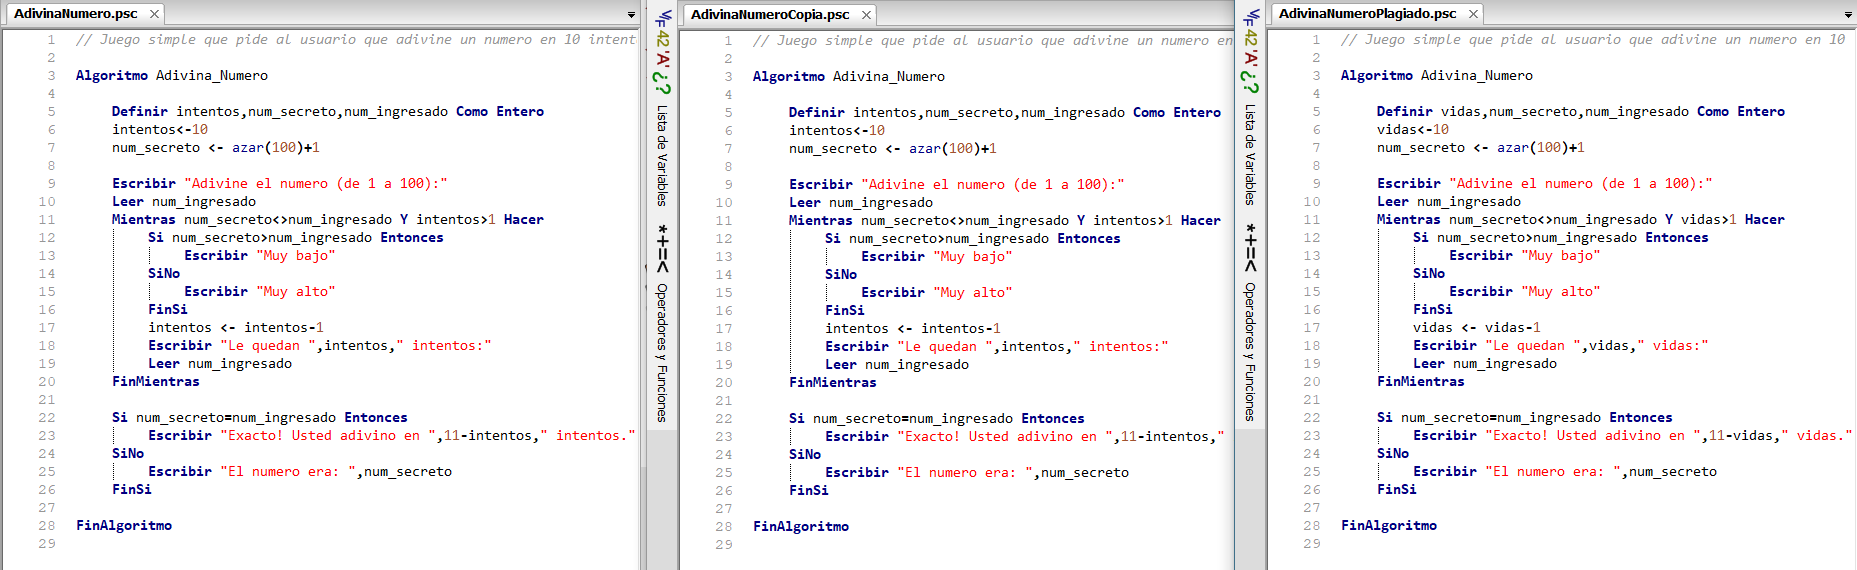 AdivinaNumero.psc
1 // Juego simple que pide al usuario que adivine un numero en 10 intent
2
3 Algoritmo Adivina_Numero
4
5 Definir intentos,num_secreto,num_ingresado Como Entero
6 intentos<-10
7 num_secreto <- azar(100)+1
8
9 Escribir "Adivine el numero (de 1 a 100):"
10 Leer num_ingresado
11 Mientras num_secreto<>num_ingresado Y intentos>1 Hacer
12 Si num_secreto>num_ingresado Entonces
13 Escribir "Muy bajo"
14 SiNo
15 Escribir "Muy alto"
16 FinSi
17 intentos <- intentos-1
18 Escribir "Le quedan ",intentos," intentos:"
19 Leer num_ingresado
20 FinMientras
21
22 Si num_secreto=num_ingresado Entonces
23 Escribir "Exacto! Usted adivino en ",11-intentos," intentos."
24 SiNo
25 Escribir "El numero era: ",num_secreto
26 FinSi
27
28 FinAlgoritmo
29
42 'A' ¿?
Lista de Variables
*+=<
Operadores y Funciones
AdivinaNumeroCopia.psc
1 // Juego simple que pide al usuario que adivine un numero en
2
3 Algoritmo Adivina_Numero
4
5 Definir intentos,num_secreto,num_ingresado Como Entero
6 intentos<-10
7 num_secreto <- azar(100)+1
8
9 Escribir "Adivine el numero (de 1 a 100):"
10 Leer num_ingresado
11 Mientras num_secreto<>num_ingresado Y intentos>1 Hacer
12 Si num_secreto>num_ingresado Entonces
13 Escribir "Muy bajo"
14 SiNo
15 Escribir "Muy alto"
16 FinSi
17 intentos <- intentos-1
18 Escribir "Le quedan ",intentos," intentos:"
19 Leer num_ingresado
20 FinMientras
21
22 Si num_secreto=num_ingresado Entonces
23 Escribir "Exacto! Usted adivino en ",11-intentos,"
24 SiNo
25 Escribir "El numero era: ",num_secreto
26 FinSi
27
28 FinAlgoritmo
29
42 'A' ¿?
Lista de Variables
*+=<
Operadores y Funciones
AdivinaNumeroPlagiado.psc
1 // Juego simple que pide al usuario que adivine un numero en 10
2
3 Algoritmo Adivina_Numero
4
5 Definir vidas,num_secreto,num_ingresado Como Entero
6 vidas<-10
7 num_secreto <- azar(100)+1
8
9 Escribir "Adivine el numero (de 1 a 100):"
10 Leer num_ingresado
11 Mientras num_secreto<>num_ingresado Y vidas>1 Hacer
12 Si num_secreto>num_ingresado Entonces
13 Escribir "Muy bajo"
14 SiNo
15 Escribir "Muy alto"
16 FinSi
17 vidas <- vidas-1
18 Escribir "Le quedan ",vidas," vidas:"
19 Leer num_ingresado
20 FinMientras
21
22 Si num_secreto=num_ingresado Entonces
23 Escribir "Exacto! Usted adivino en ",11-vidas," vidas."
24 SiNo
25 Escribir "El numero era: ",num_secreto
26 FinSi
27
28 FinAlgoritmo
29